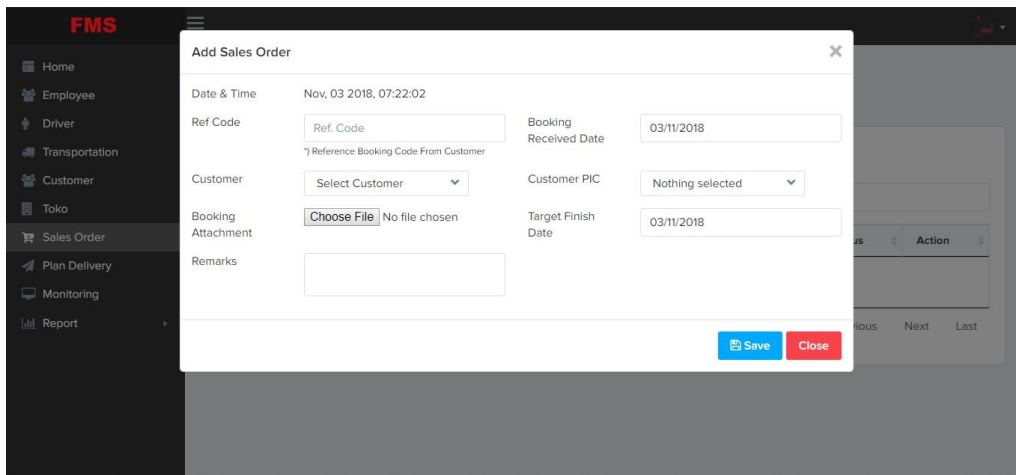 FMS
Home
Employee
Driver
Transportation
Customer
Toko
Sales Order
Plan Delivery
Monitoring
Report
Add Sales Order
×
Date & Time Nov, 03 2018, 07:22:02
Ref Code Ref. Code Booking Received Date 03/11/2018
*) Reference Booking Code From Customer
Customer Select Customer Customer PIC Nothing selected
Booking Attachment Choose File No file chosen Target Finish Date 03/11/2018
Remarks
Save Close
us Action
ious Next Last